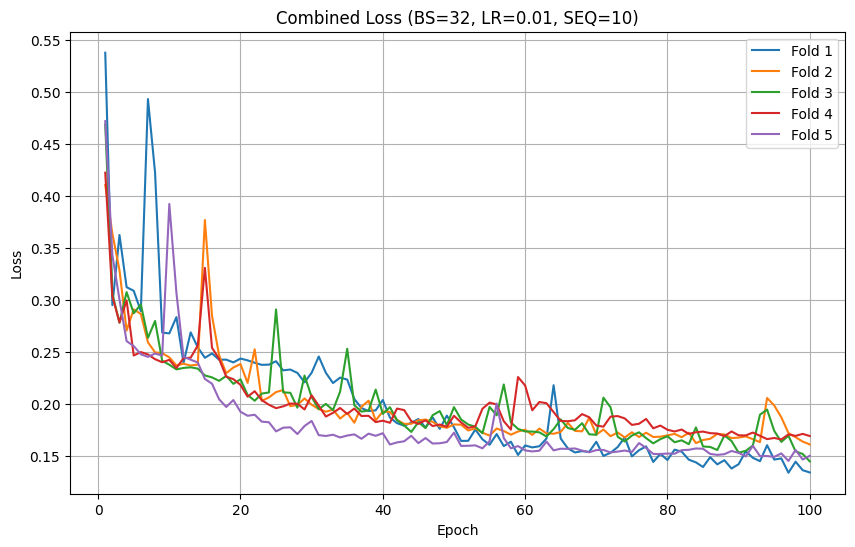 Combined Loss (BS=32, LR=0.01, SEQ=10)
0.55
0.50
0.45
0.40
0.35
0.30
0.25
0.20
0.15
Loss
Fold 1
Fold 2
Fold 3
Fold 4
Fold 5
0 20 40 60 80 100
Epoch